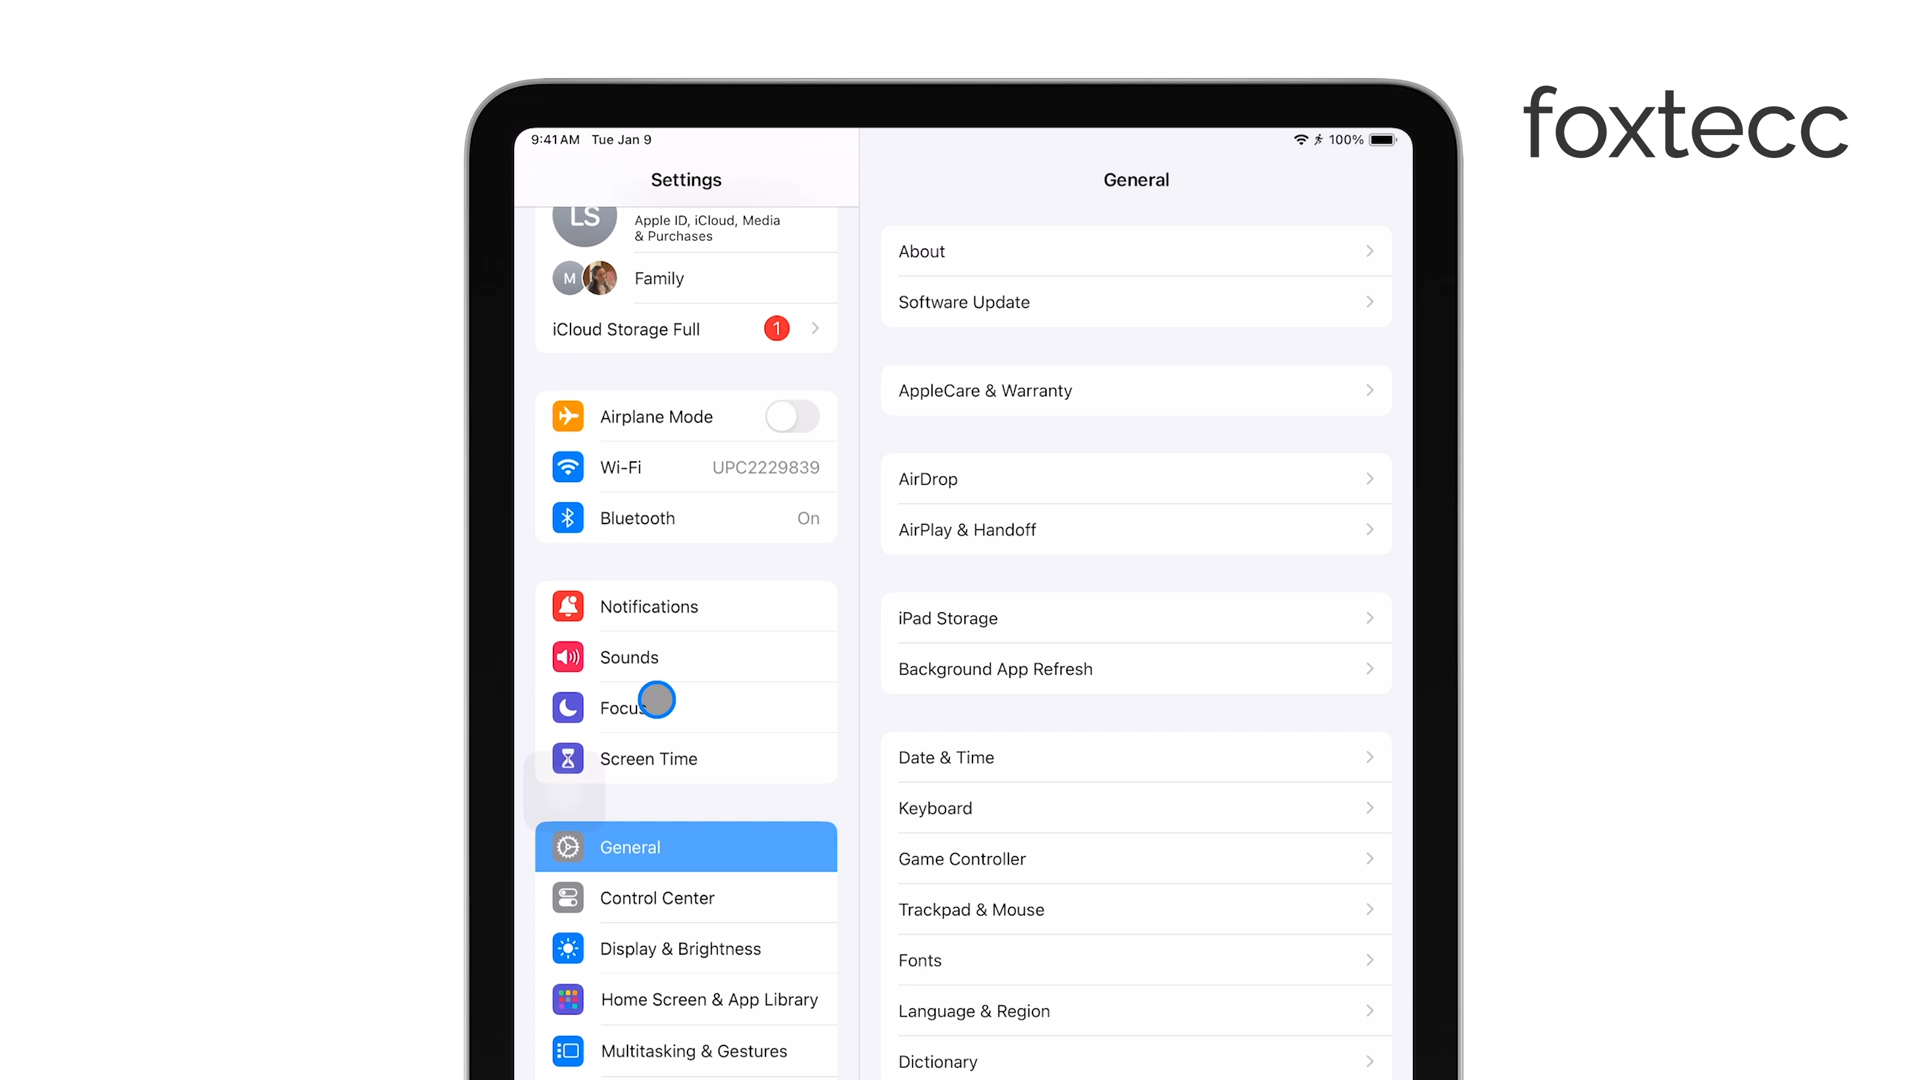 foxtecc
9:41 AM Tue Jan 9
100%
Settings
LS
Apple ID, iCloud, Media
& Purchases
M
Family
iCloud Storage Full
1
Airplane Mode
Wi-Fi
UPC2229839
Bluetooth
On
Notifications
Sounds
Focus
Screen Time
General
Control Center
Display & Brightness
Home Screen & App Library
Multitasking & Gestures
General
About
Software Update
AppleCare & Warranty
AirDrop
AirPlay & Handoff
iPad Storage
Background App Refresh
Date & Time
Keyboard
Game Controller
Trackpad & Mouse
Fonts
Language & Region
Dictionary